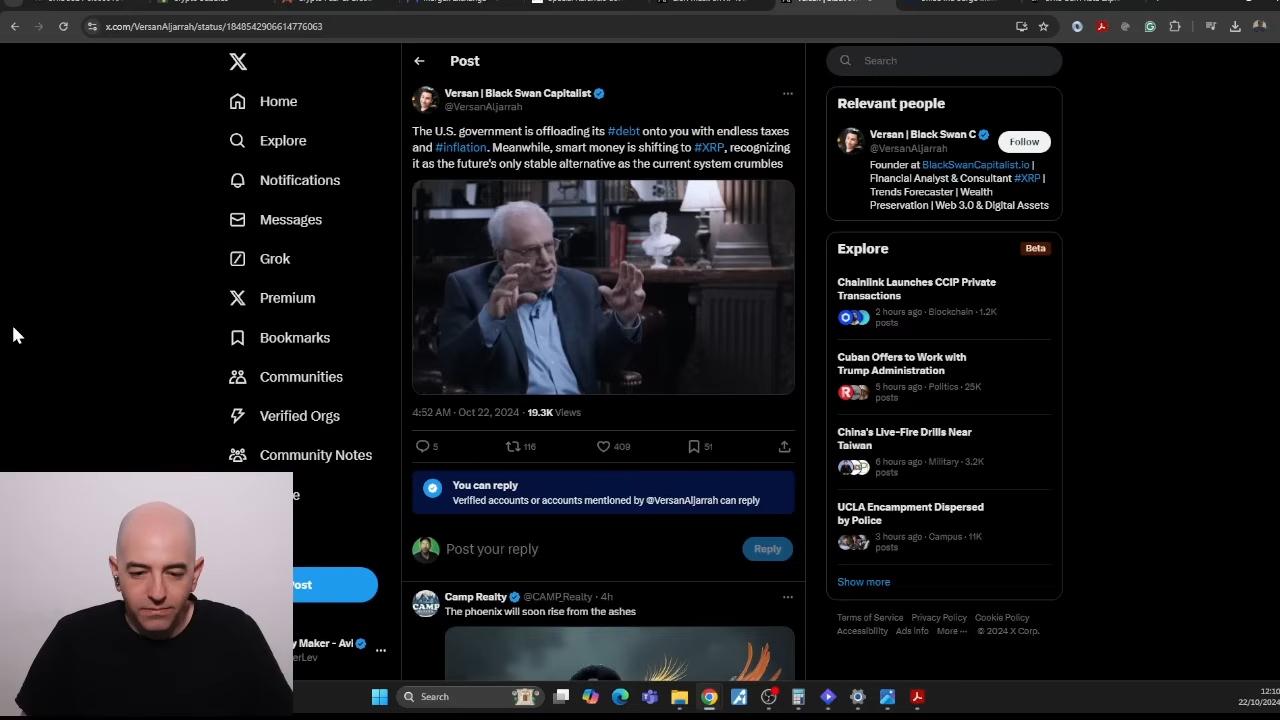 x.com/VersanAljarrah/status/1848542906614776063
Post
Search
Home
Explore
Notifications
Messages
Grok
Premium
Bookmarks
Communities
Verified Orgs
Community Notes
Versan | Black Swan Capitalist
@VersanAljarrah
The U.S. government is offloading its #debt onto you with endless taxes
and #inflation. Meanwhile, smart money is shifting to #XRP, recognizing
it as the future's only stable alternative as the current system crumbles
4:52 AM · Oct 22, 2024 · 19.3K Views
5
116
409
51
You can reply
Verified accounts or accounts mentioned by @VersanAljarrah can reply
Post your reply
Reply
Camp Realty @CAMP_Realty · 4h
The phoenix will soon rise from the ashes
CAMP
Relevant people
Versan | Black Swan C
@VersanAljarrah
Follow
Founder at BlackSwanCapitalist.io |
Financial Analyst & Consultant #XRP |
Trends Forecaster | Wealth
Preservation | Web 3.0 & Digital Assets
Explore
Beta
Chainlink Launches CCIP Private
Transactions
2 hours ago · Blockchain · 1.2K
posts
Cuban Offers to Work with
Trump Administration
5 hours ago · Politics · 25K
posts
China's Live-Fire Drills Near
Taiwan
6 hours ago · Military · 3.2K
posts
UCLA Encampment Dispersed
by Police
3 hours ago · Campus · 11K
posts
Show more
Terms of Service Privacy Policy Cookie Policy
Accessibility Ads info More ··· © 2024 X Corp.
Search
12:10
22/10/2024